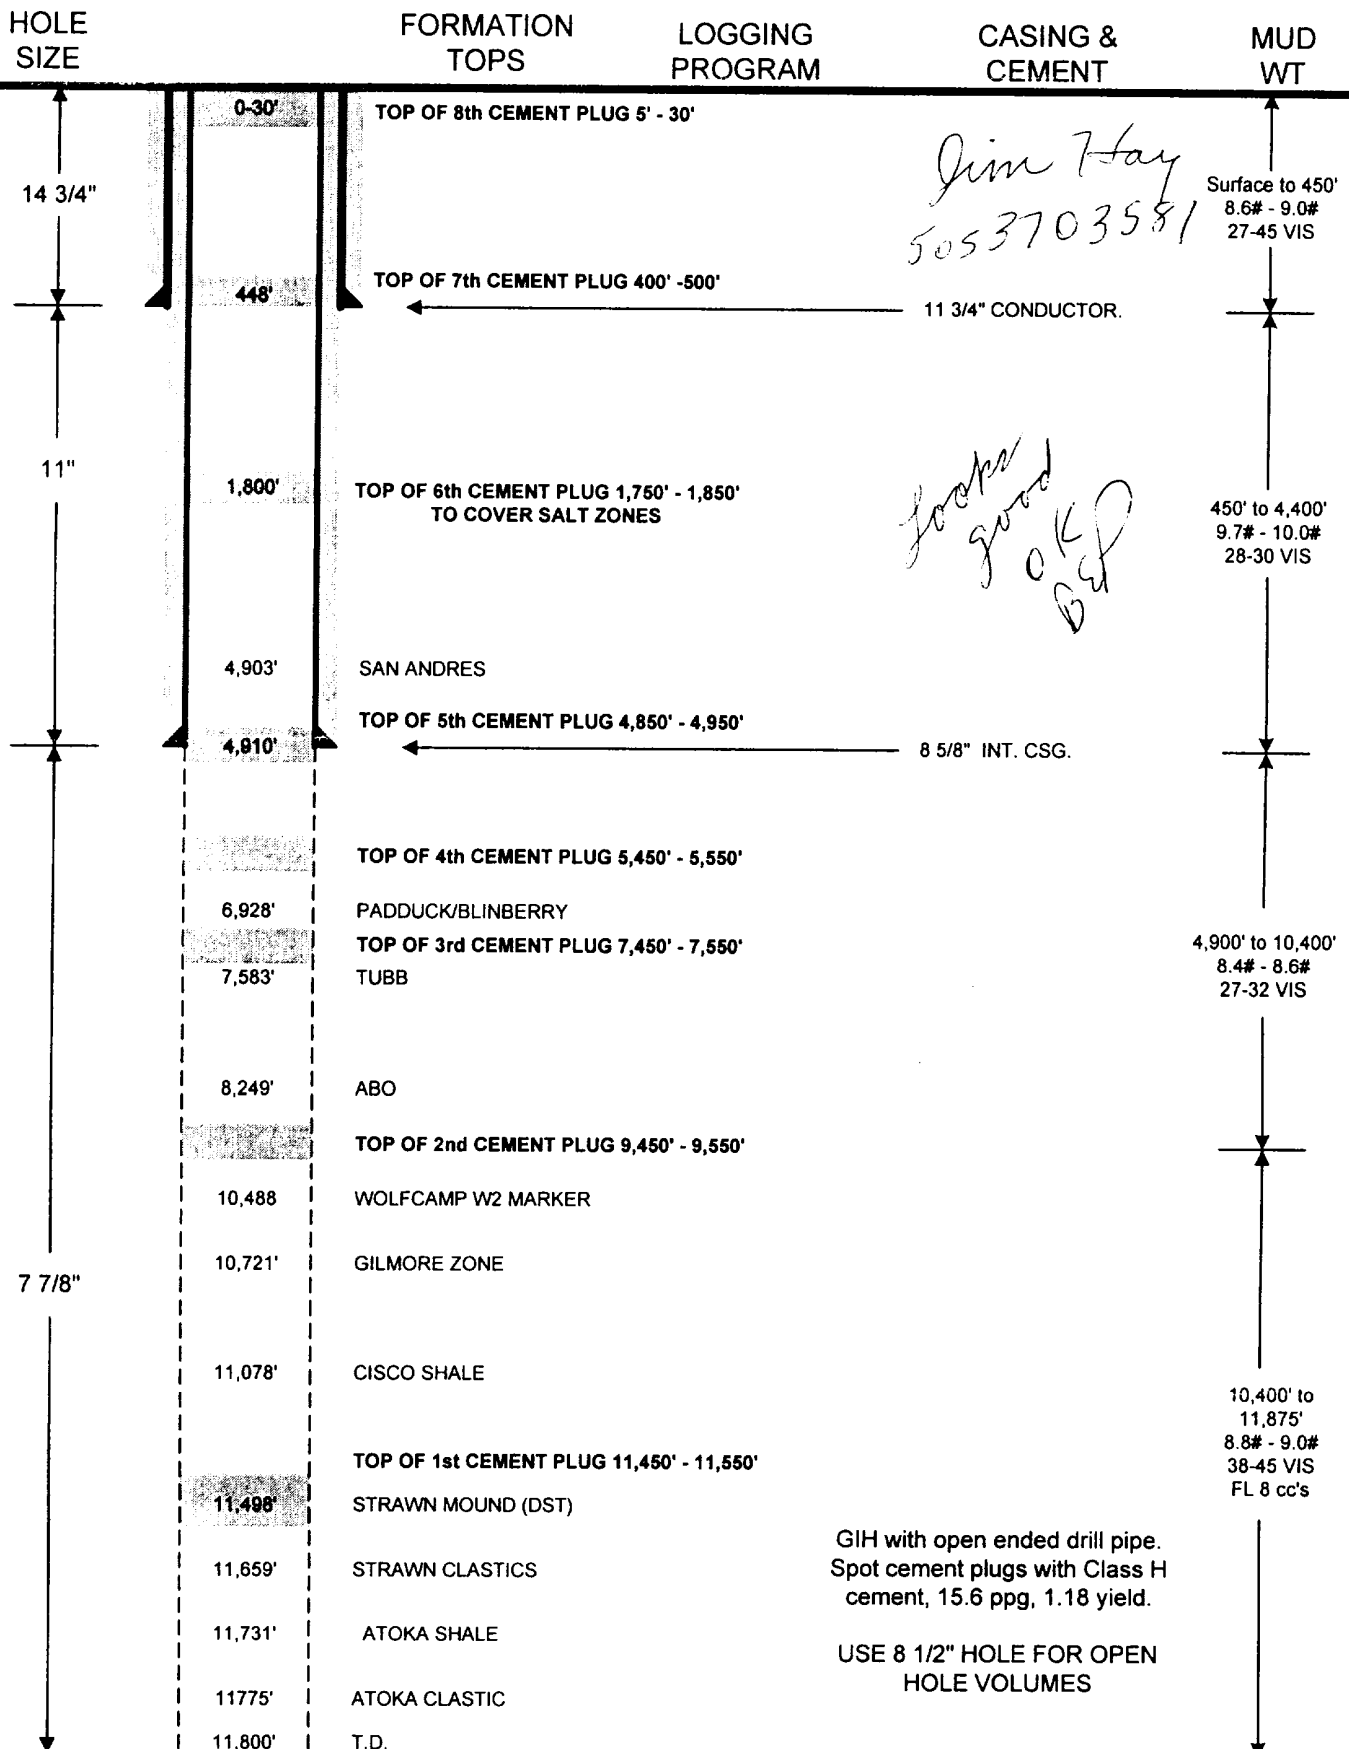 HOLE
SIZE
FORMATION
TOPS
LOGGING
PROGRAM
CASING &
CEMENT
MUD
WT
0-30'
TOP OF 8th CEMENT PLUG 5' - 30'
14 3/4"
Jim Hay
5053703581
Surface to 450'
8.6# - 9.0#
27-45 VIS
448'
TOP OF 7th CEMENT PLUG 400' -500'
11 3/4" CONDUCTOR.
11"
1,800'
TOP OF 6th CEMENT PLUG 1,750' - 1,850'
TO COVER SALT ZONES
looks
good
OK
450' to 4,400'
9.7# - 10.0#
28-30 VIS
4,903'
SAN ANDRES
TOP OF 5th CEMENT PLUG 4,850' - 4,950'
4,910'
8 5/8" INT. CSG.
TOP OF 4th CEMENT PLUG 5,450' - 5,550'
6,928'
PADDUCK/BLINBERRY
TOP OF 3rd CEMENT PLUG 7,450' - 7,550'
7,583'
TUBB
4,900' to 10,400'
8.4# - 8.6#
27-32 VIS
8,249'
ABO
TOP OF 2nd CEMENT PLUG 9,450' - 9,550'
10,488
WOLFCAMP W2 MARKER
10,721'
GILMORE ZONE
7 7/8"
11,078'
CISCO SHALE
10,400' to
11,875'
8.8# - 9.0#
38-45 VIS
FL 8 cc's
TOP OF 1st CEMENT PLUG 11,450' - 11,550'
11,498'
STRAWN MOUND (DST)
11,659'
STRAWN CLASTICS
GIH with open ended drill pipe.
Spot cement plugs with Class H
cement, 15.6 ppg, 1.18 yield.
11,731'
ATOKA SHALE
USE 8 1/2" HOLE FOR OPEN
HOLE VOLUMES
11775'
ATOKA CLASTIC
11,800'
T.D.